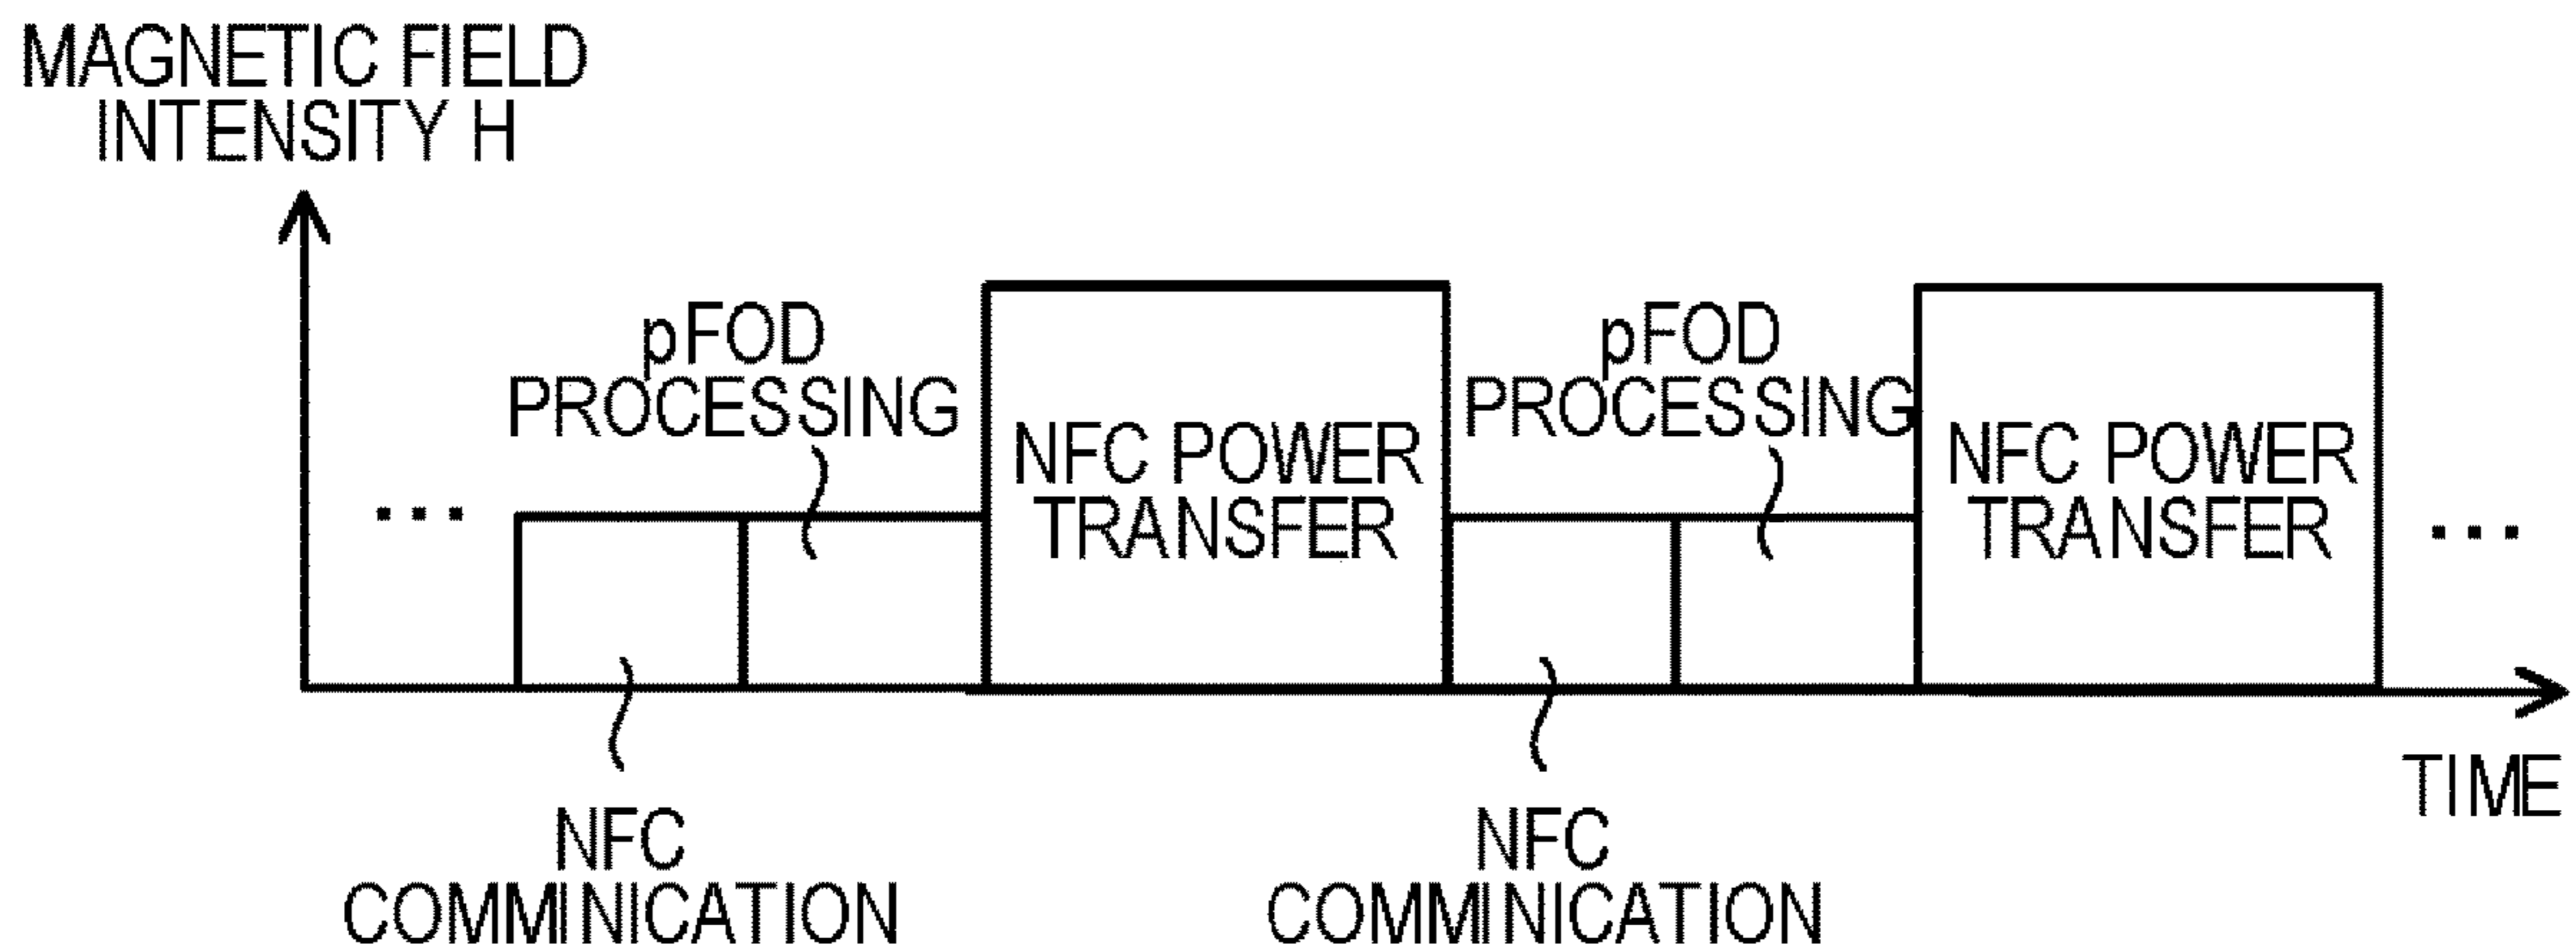 MAGNETIC FIELD
INTENSITY H
pFOD
PROCESSING
NFC POWER
TRANSFER
pFOD
PROCESSING
NFC POWER
TRANSFER
...
...
TIME
NFC
COMMINICATION
NFC
COMMINICATION